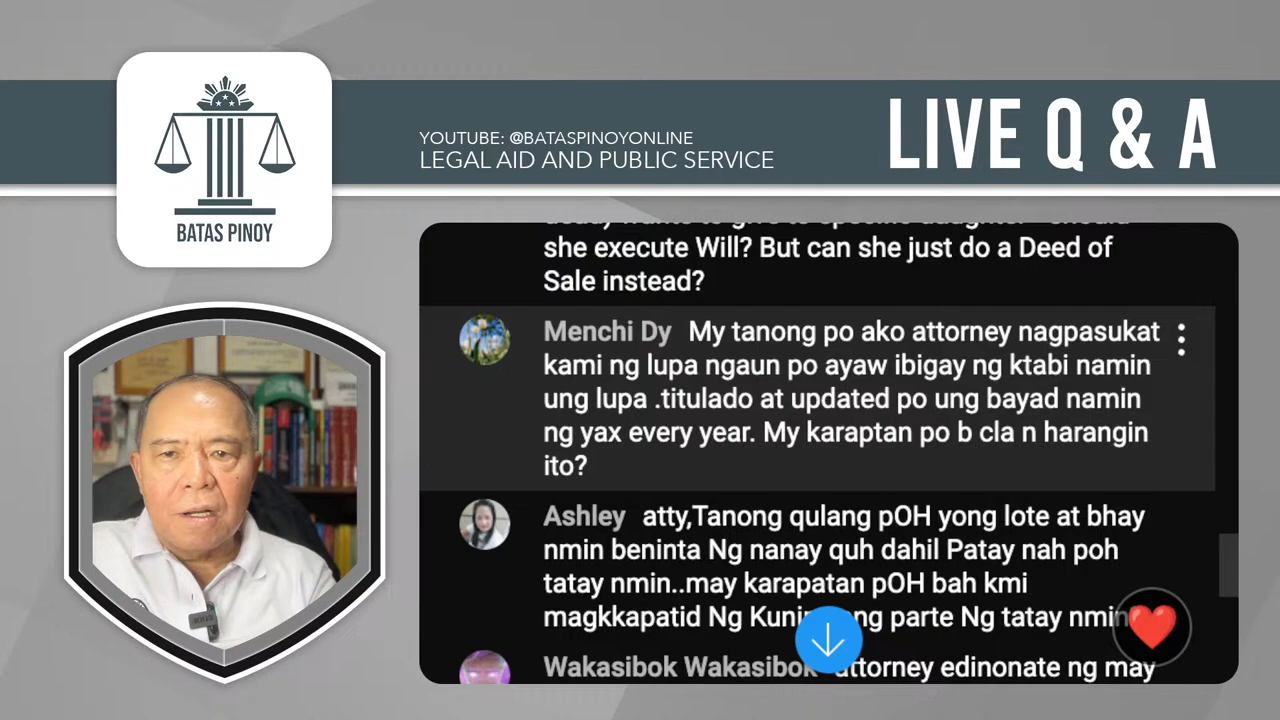 BATAS PINOY
YOUTUBE: @BATASPINOYONLINE
LEGAL AID AND PUBLIC SERVICE
LIVE Q & A
she execute Will? But can she just do a Deed of
Sale instead?
Menchi Dy My tanong po ako attorney nagpasukat
kami ng lupa ngaun po ayaw ibigay ng ktabi namin
ung lupa .titulado at updated po ung bayad namin
ng yax every year. My karaptan po b cla n harangin
ito?
Ashley atty,Tanong qulang pOH yong lote at bhay
nmin beninta Ng nanay quh dahil Patay nah poh
tatay nmin..may karapatan pOH bah kmi
magkkapatid Ng parte Ng tatay nmin
Wakasibok Wakasibok attorney edinonate ng may